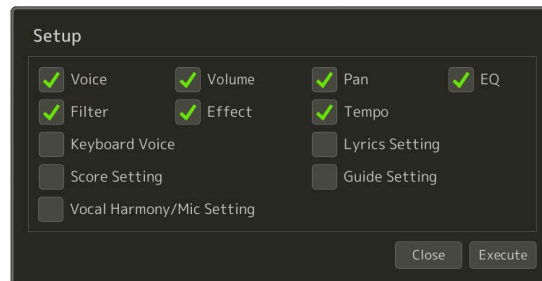 Setup
Voice Volume Pan EQ
Filter Effect Tempo
Keyboard Voice Lyrics Setting
Score Setting Guide Setting
Vocal Harmony/Mic Setting
Close Execute